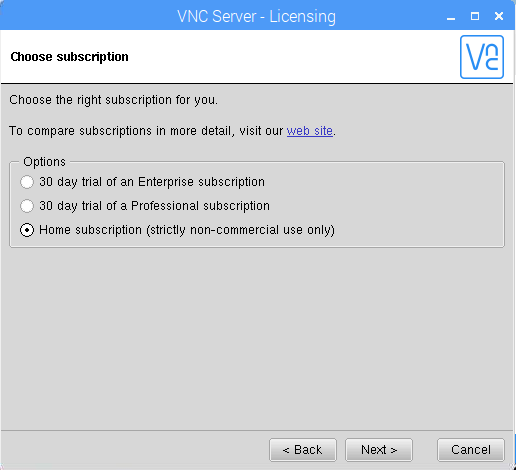 VNC Server - Licensing
Choose subscription
VNC
Choose the right subscription for you.
To compare subscriptions in more detail, visit our web site.
Options
30 day trial of an Enterprise subscription
30 day trial of a Professional subscription
Home subscription (strictly non-commercial use only)
< Back
Next >
Cancel